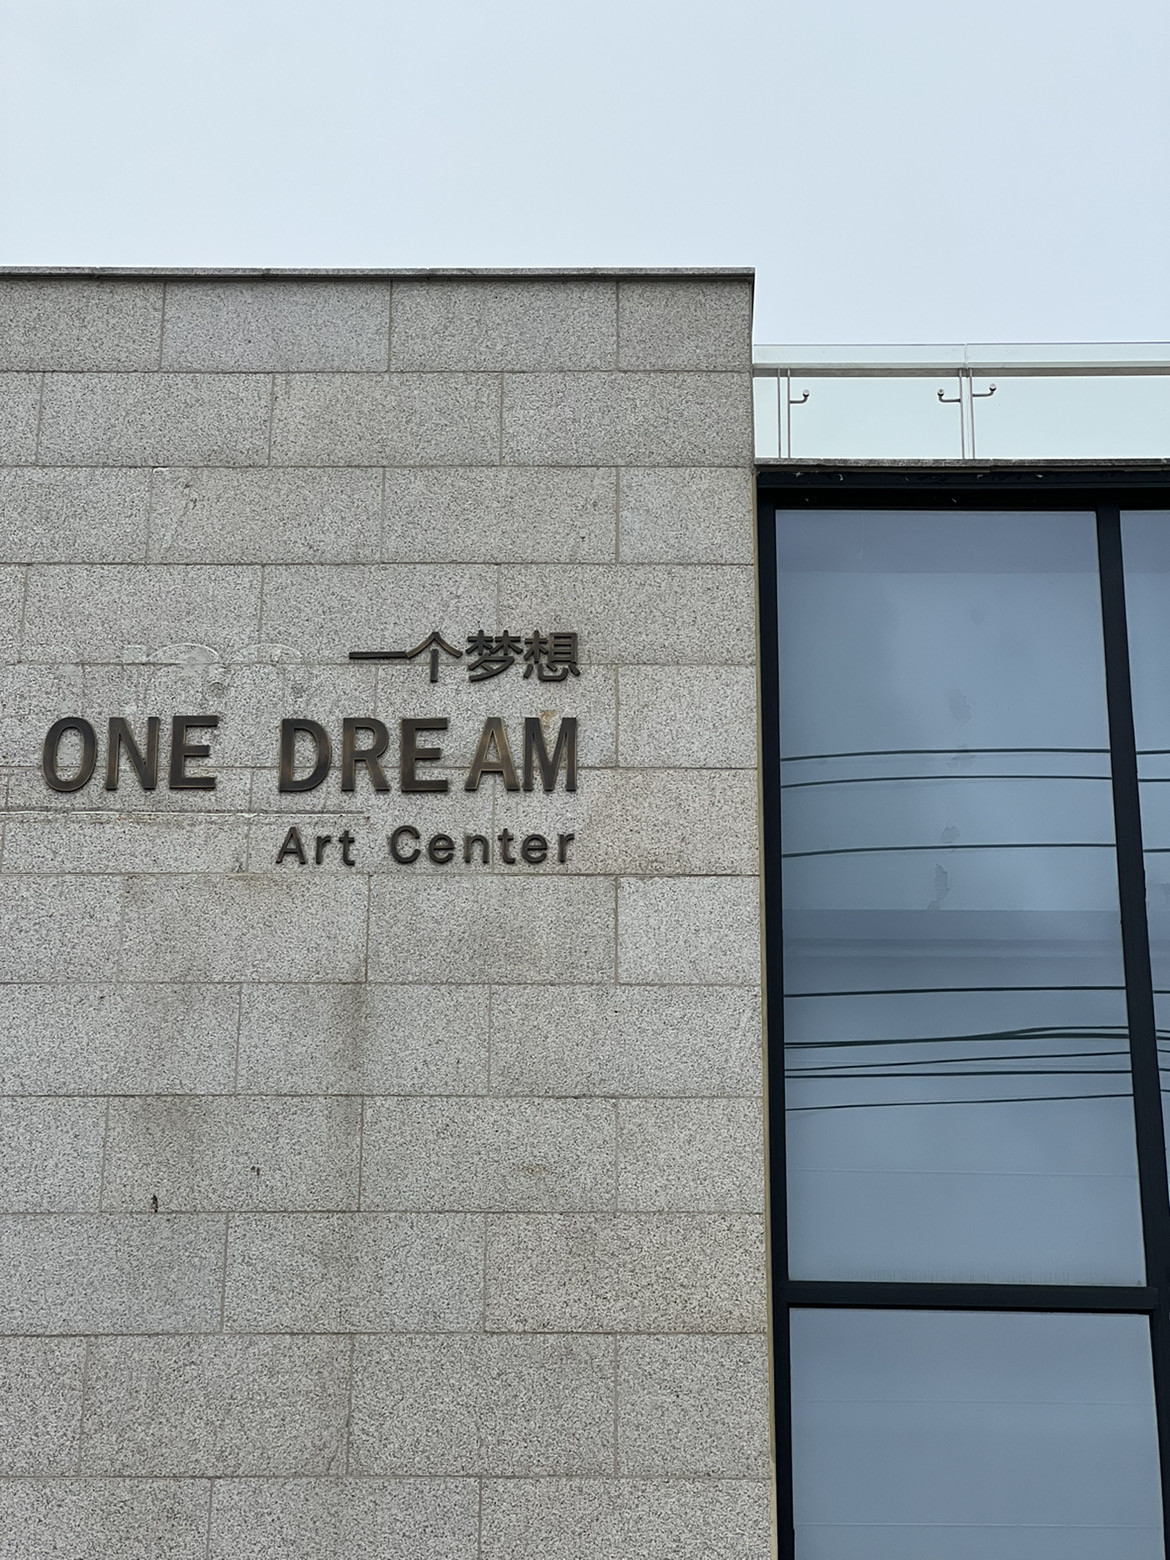 一个梦想
ONE DREAM
Art Center